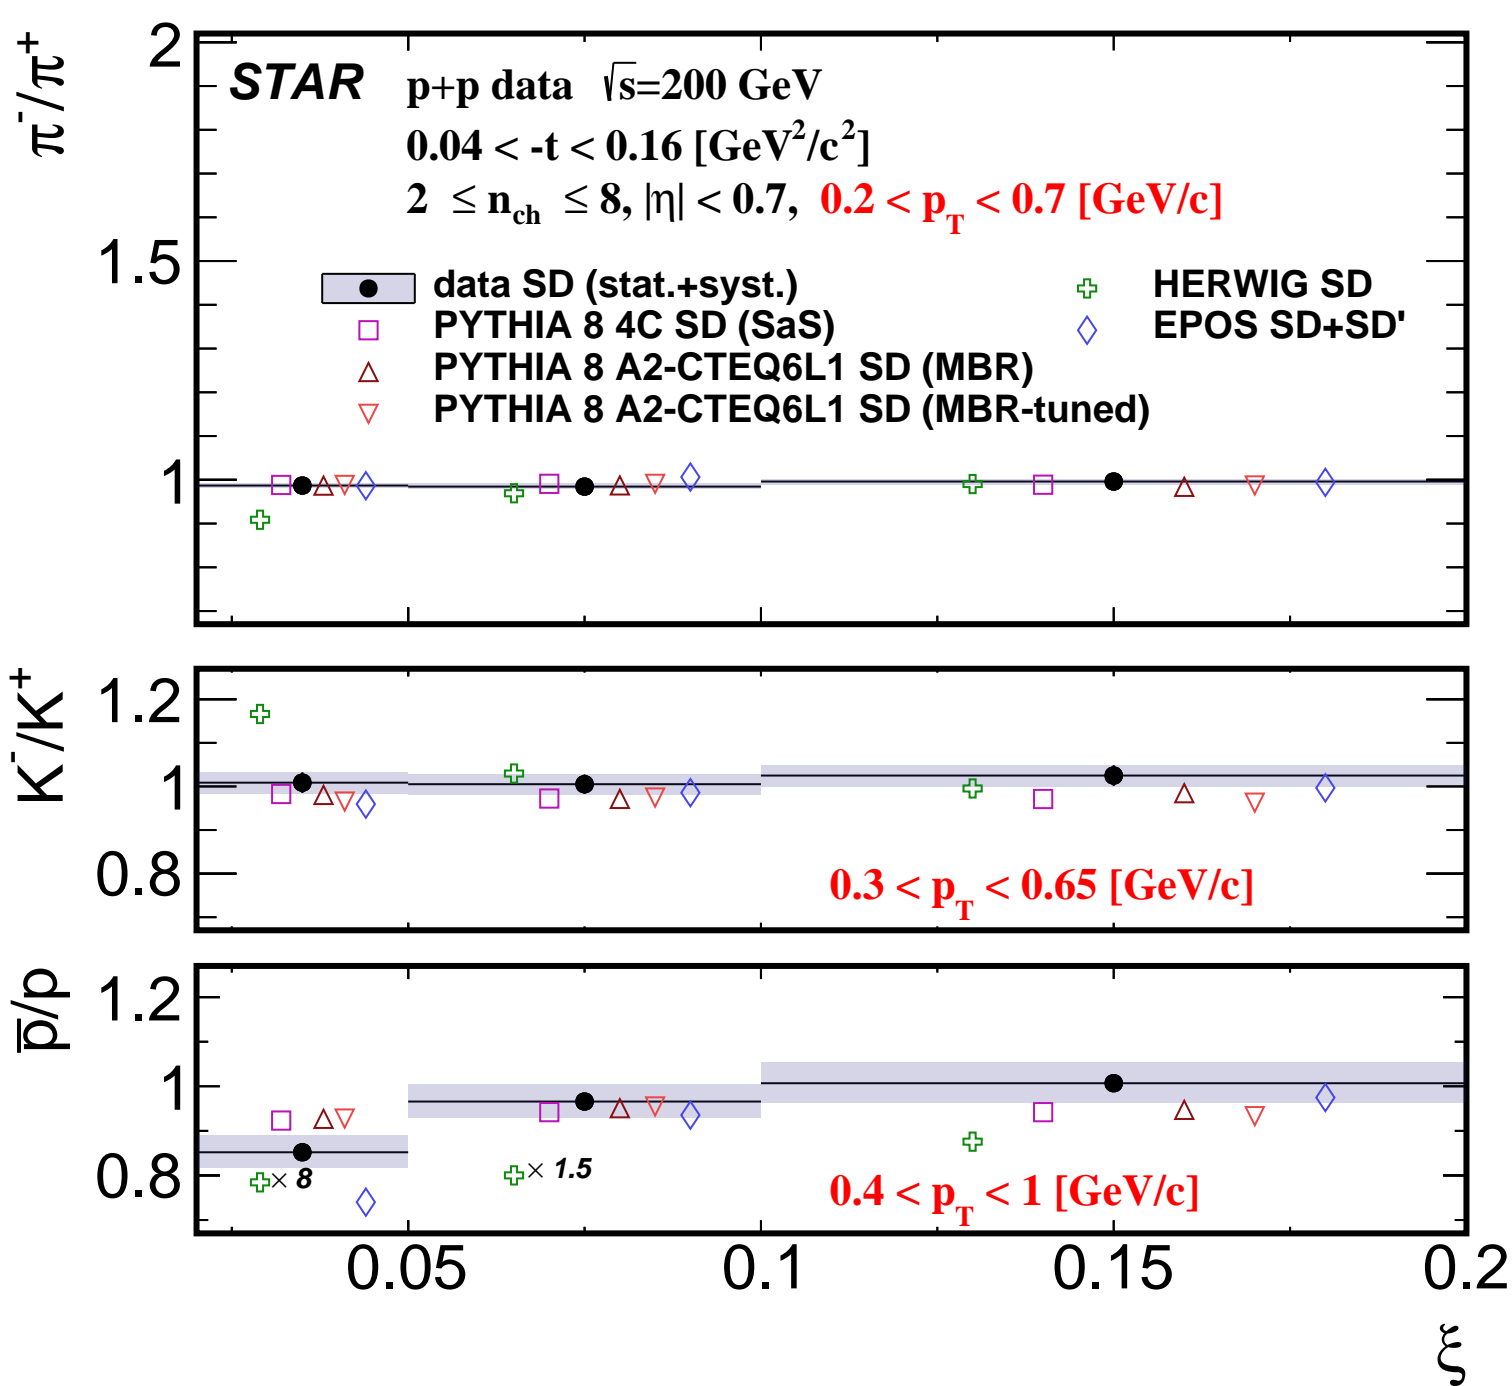 π⁻/π⁺
2
1.5
1
STAR p+p data √s=200 GeV
0.04 < -t < 0.16 [GeV²/c²]
2 ≤ n_ch ≤ 8, |η| < 0.7, 0.2 < p_T < 0.7 [GeV/c]
data SD (stat.+syst.)
PYTHIA 8 4C SD (SaS)
PYTHIA 8 A2-CTEQ6L1 SD (MBR)
PYTHIA 8 A2-CTEQ6L1 SD (MBR-tuned)
HERWIG SD
EPOS SD+SD'
K⁻/K⁺
1.2
1
0.8
0.3 < p_T < 0.65 [GeV/c]
p̅/p
1.2
1
0.8
× 8
× 1.5
0.4 < p_T < 1 [GeV/c]
0.05 0.1 0.15 0.2
ξ